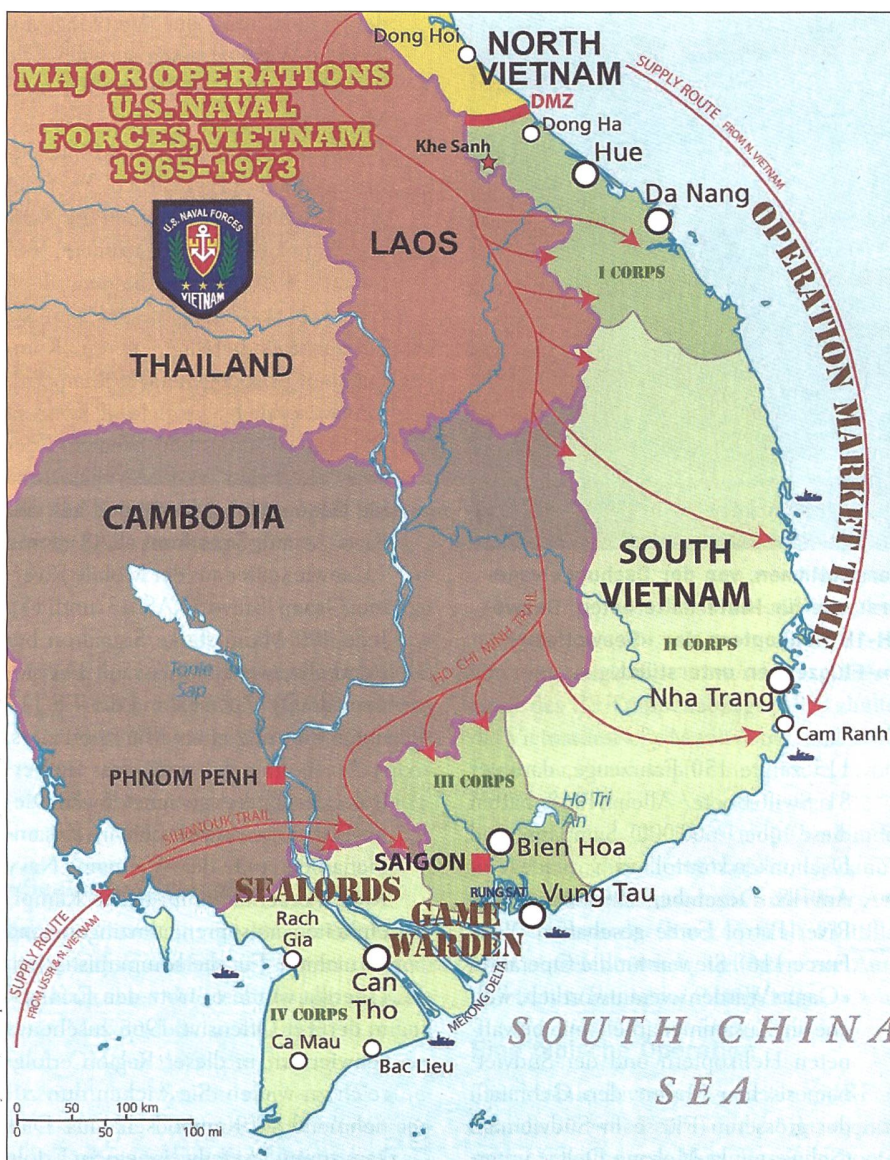 MAJOR OPERATIONS
U.S. NAVAL
FORCES, VIETNAM
1965-1973
U.S. NAVAL FORCES
VIETNAM
Dong Hoi
NORTH
VIETNAM
DMZ
Dong Ha
Khe Sanh
Hue
Da Nang
SUPPLY ROUTE FROM N. VIETNAM
OPERATION MARKET TIME
kong
LAOS
I CORPS
THAILAND
CAMBODIA
SOUTH
VIETNAM
II CORPS
Tonle
Sap
HO CHI MINH TRAIL
Nha Trang
Cam Ranh
PHNOM PENH
III CORPS
Ho Tri
An
SIHANOUK TRAIL
SAIGON
Bien Hoa
SEALORDS
RUNG SAT
Vung Tau
GAME
WARDEN
Rach
Gia
Can
Tho
MEKONG DELTA
SUPPLY ROUTE
FROM USSR & N. VIETNAM
IV CORPS
Ca Mau
Bac Lieu
SOUTH CHINA
SEA
0 50 100 km
0 50 100 mi